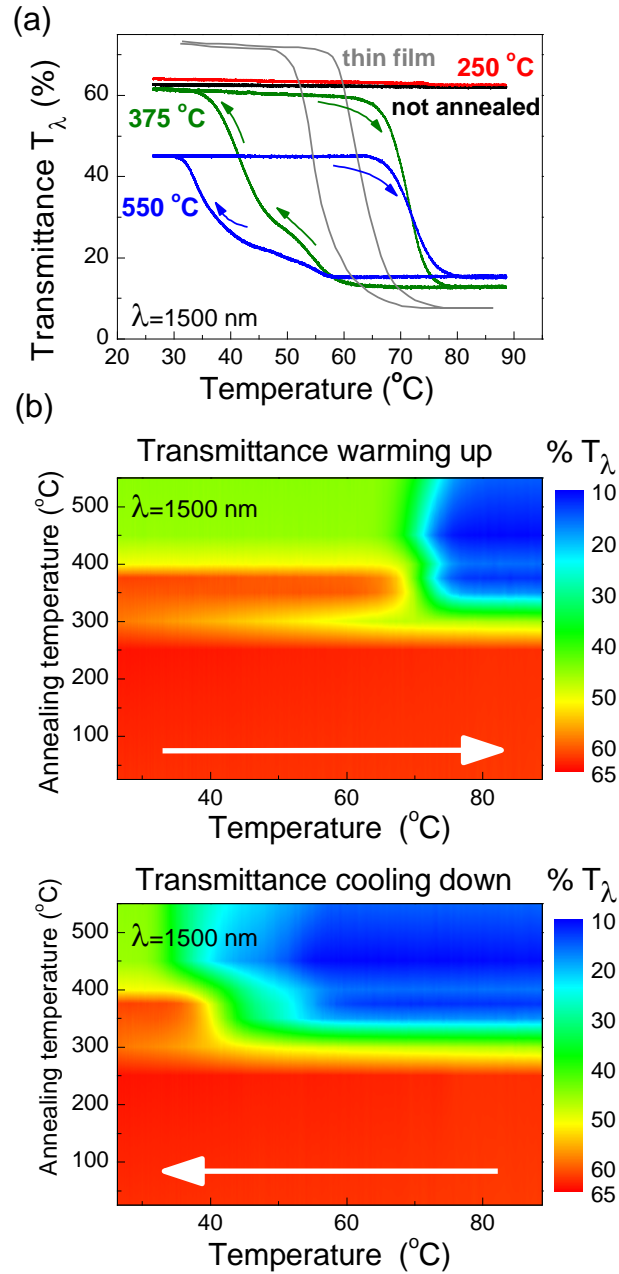 (a)
Transmittance T_λ (%)
60
40
20
0
thin film
250 °C
not annealed
375 °C
550 °C
λ=1500 nm
20 30 40 50 60 70 80 90
Temperature (°C)
(b)
Transmittance warming up
% T_λ
Annealing temperature (°C)
500
400
300
200
100
λ=1500 nm
40 60 80
Temperature (°C)
10
20
30
40
50
60
65
Transmittance cooling down
% T_λ
Annealing temperature (°C)
500
400
300
200
100
λ=1500 nm
40 60 80
Temperature (°C)
10
20
30
40
50
60
65